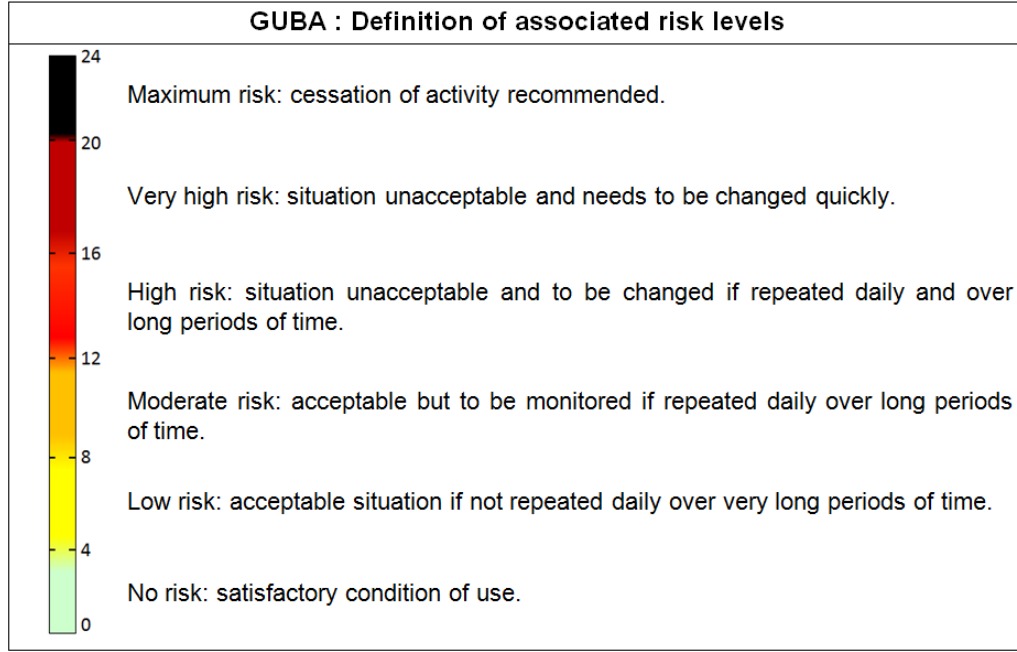 GUBA : Definition of associated risk levels
24
Maximum risk: cessation of activity recommended.
20
Very high risk: situation unacceptable and needs to be changed quickly.
16
High risk: situation unacceptable and to be changed if repeated daily and over
long periods of time.
12
Moderate risk: acceptable but to be monitored if repeated daily over long periods
of time.
8
Low risk: acceptable situation if not repeated daily over very long periods of time.
4
No risk: satisfactory condition of use.
0